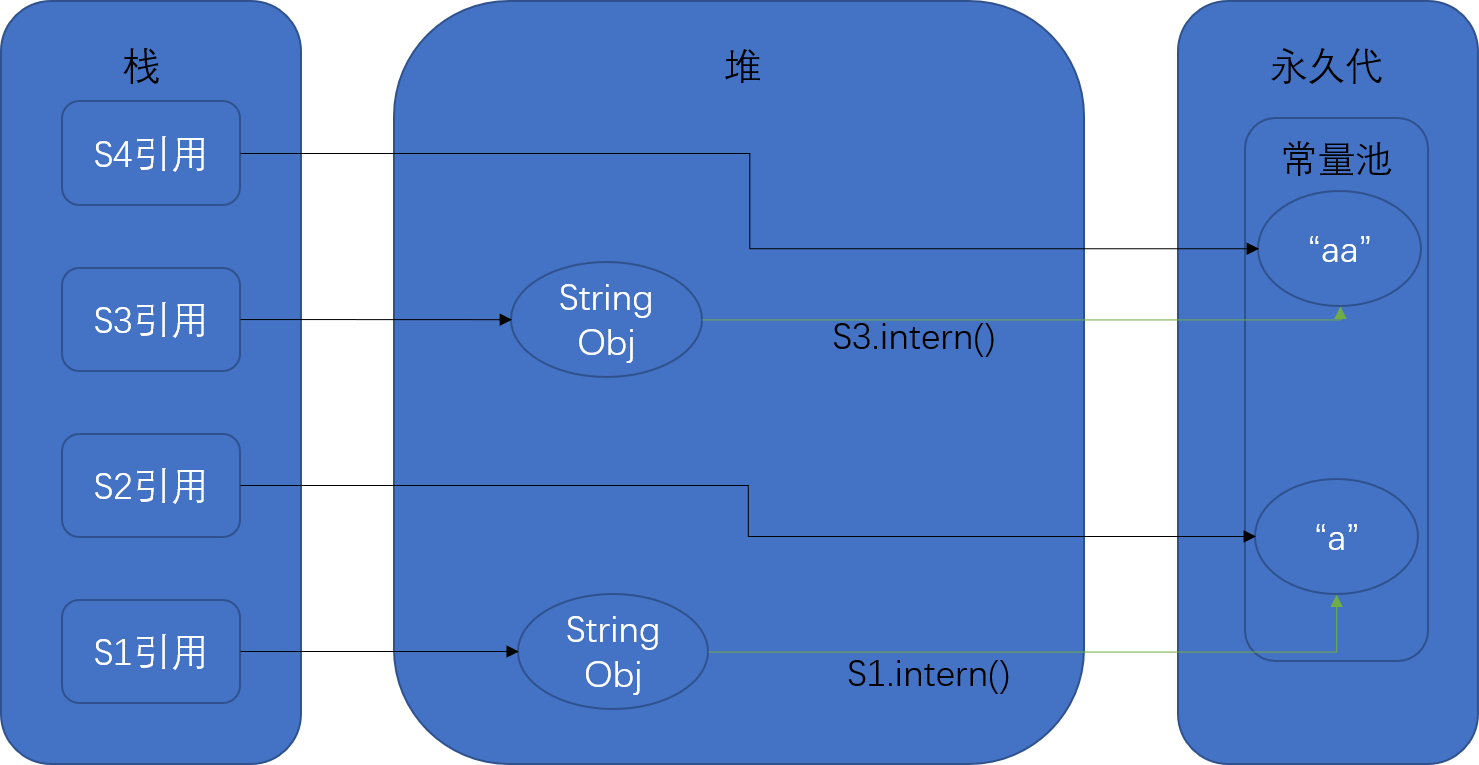 栈
堆
永久代
S4引用
常量池
“aa”
S3引用
String
Obj
S3.intern()
S2引用
“a”
S1引用
String
Obj
S1.intern()